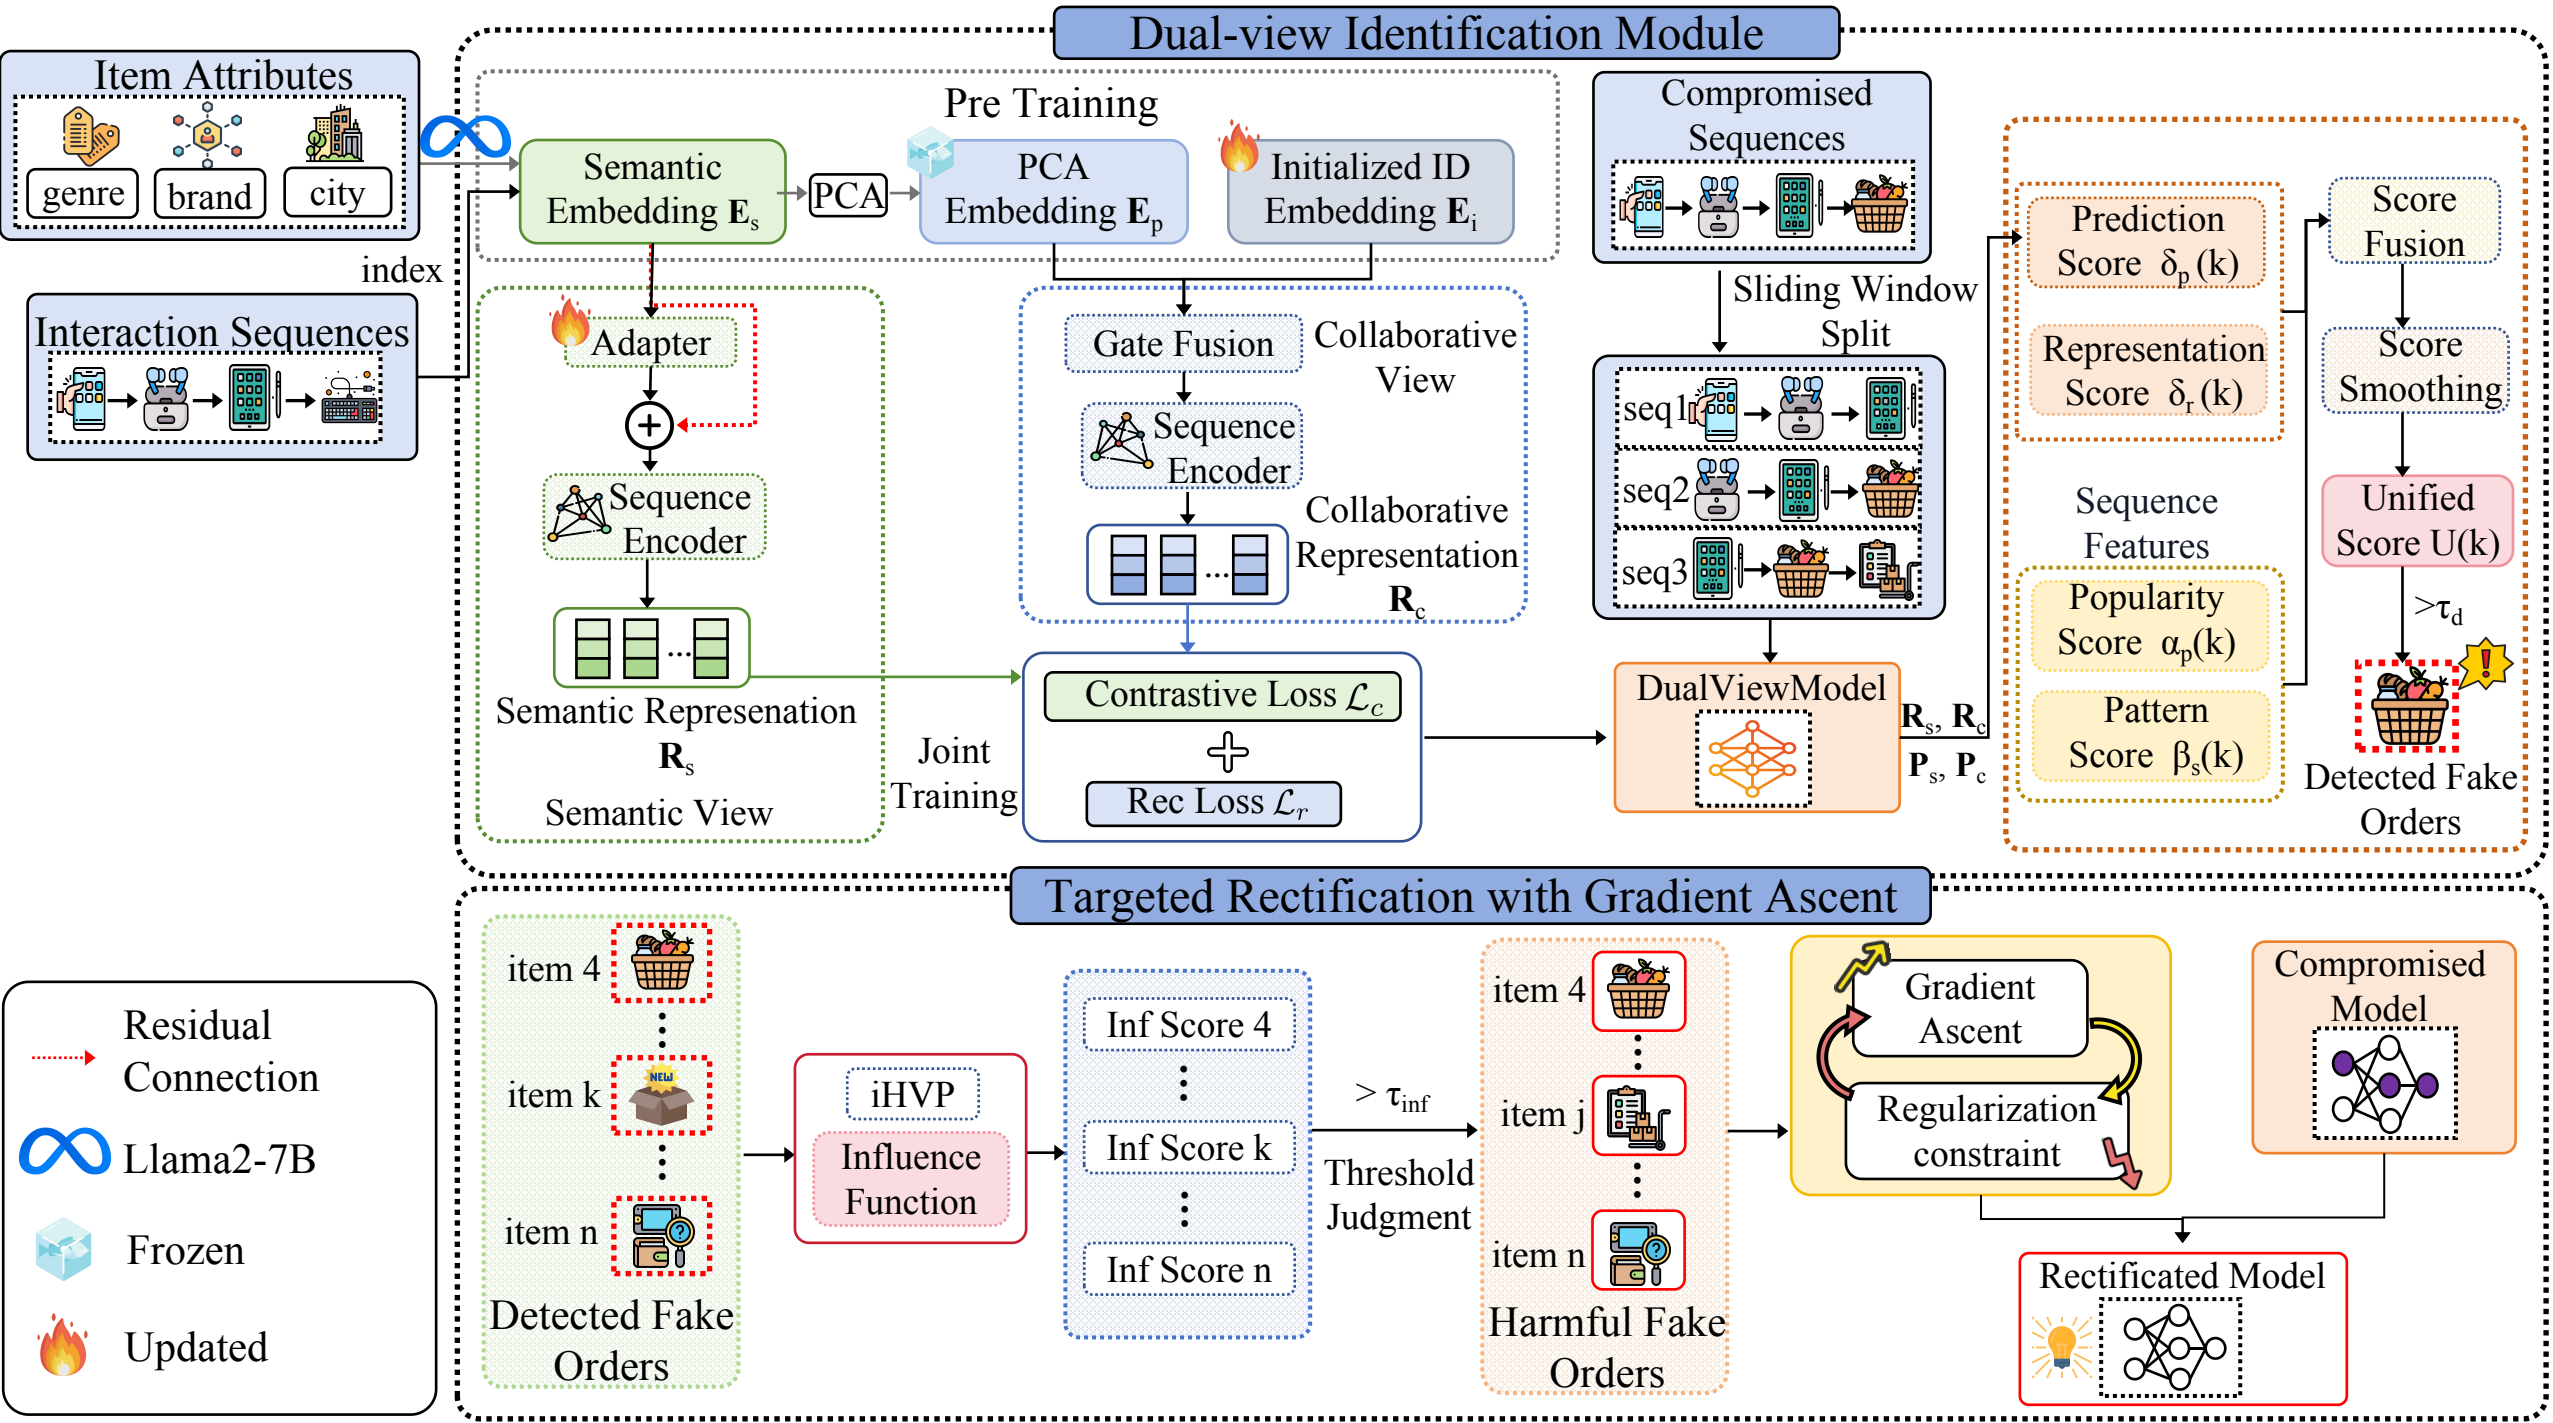 Dual-view Identification Module
Item Attributes
genre
brand
city
index
Interaction Sequences
Pre Training
Semantic
Embedding Es
PCA
PCA
Embedding Ep
Initialized ID
Embedding Ei
Adapter
Sequence
Encoder
Semantic Represenation
Rs
Semantic View
Gate Fusion
Collaborative
View
Sequence
Encoder
Collaborative
Representation
Rc
Joint
Training
Contrastive Loss ℒc
Rec Loss ℒr
Compromised
Sequences
Sliding Window
Split
seq1
seq2
seq3
DualViewModel
Rs, Rc
Ps, Pc
Prediction
Score δp (k)
Representation
Score δr (k)
Sequence
Features
Popularity
Score αp(k)
Pattern
Score βs(k)
Score
Fusion
Score
Smoothing
Unified
Score U(k)
>τd
Detected Fake
Orders
Targeted Rectification with Gradient Ascent
Residual
Connection
Llama2-7B
Frozen
Updated
item 4
item k
NEW
item n
Detected Fake
Orders
iHVP
Influence
Function
Inf Score 4
Inf Score k
Inf Score n
> τinf
Threshold
Judgment
item 4
item j
item n
Harmful Fake
Orders
Gradient
Ascent
Regularization
constraint
Compromised
Model
Rectificated Model